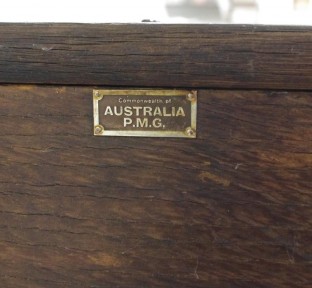 Commonwealth of
AUSTRALIA
P.M.G.